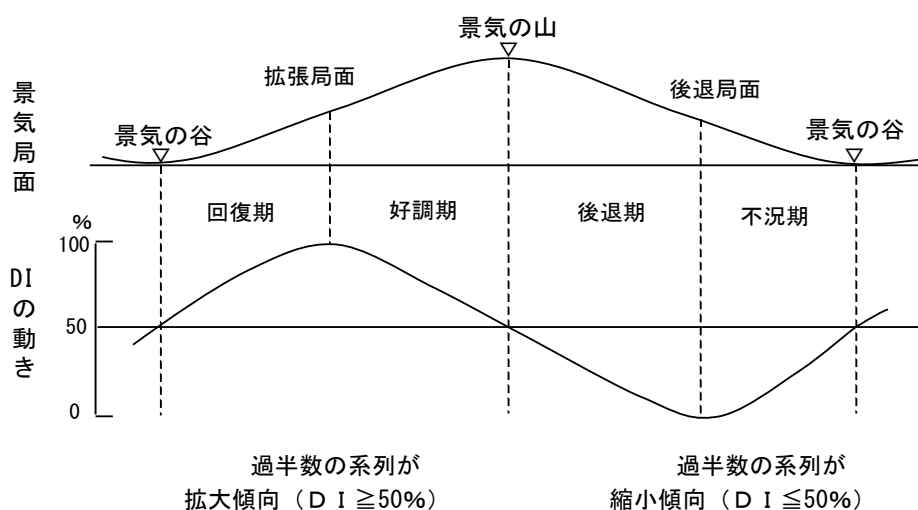 景気の山
▽
拡張局面
後退局面
景気の谷
▽
景気の谷
▽
景気局面
回復期
好調期
後退期
不況期
%
100
50
0
DIの動き
過半数の系列が
拡大傾向（ＤＩ≧50%）
過半数の系列が
縮小傾向（ＤＩ≦50%）